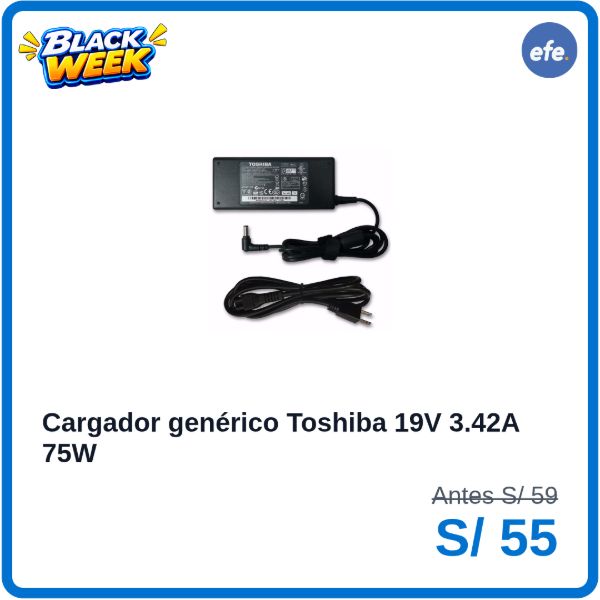 BLACK
WEEK
efe.
TOSHIBA
Cargador genérico Toshiba 19V 3.42A
75W
Antes S/ 59
S/ 55